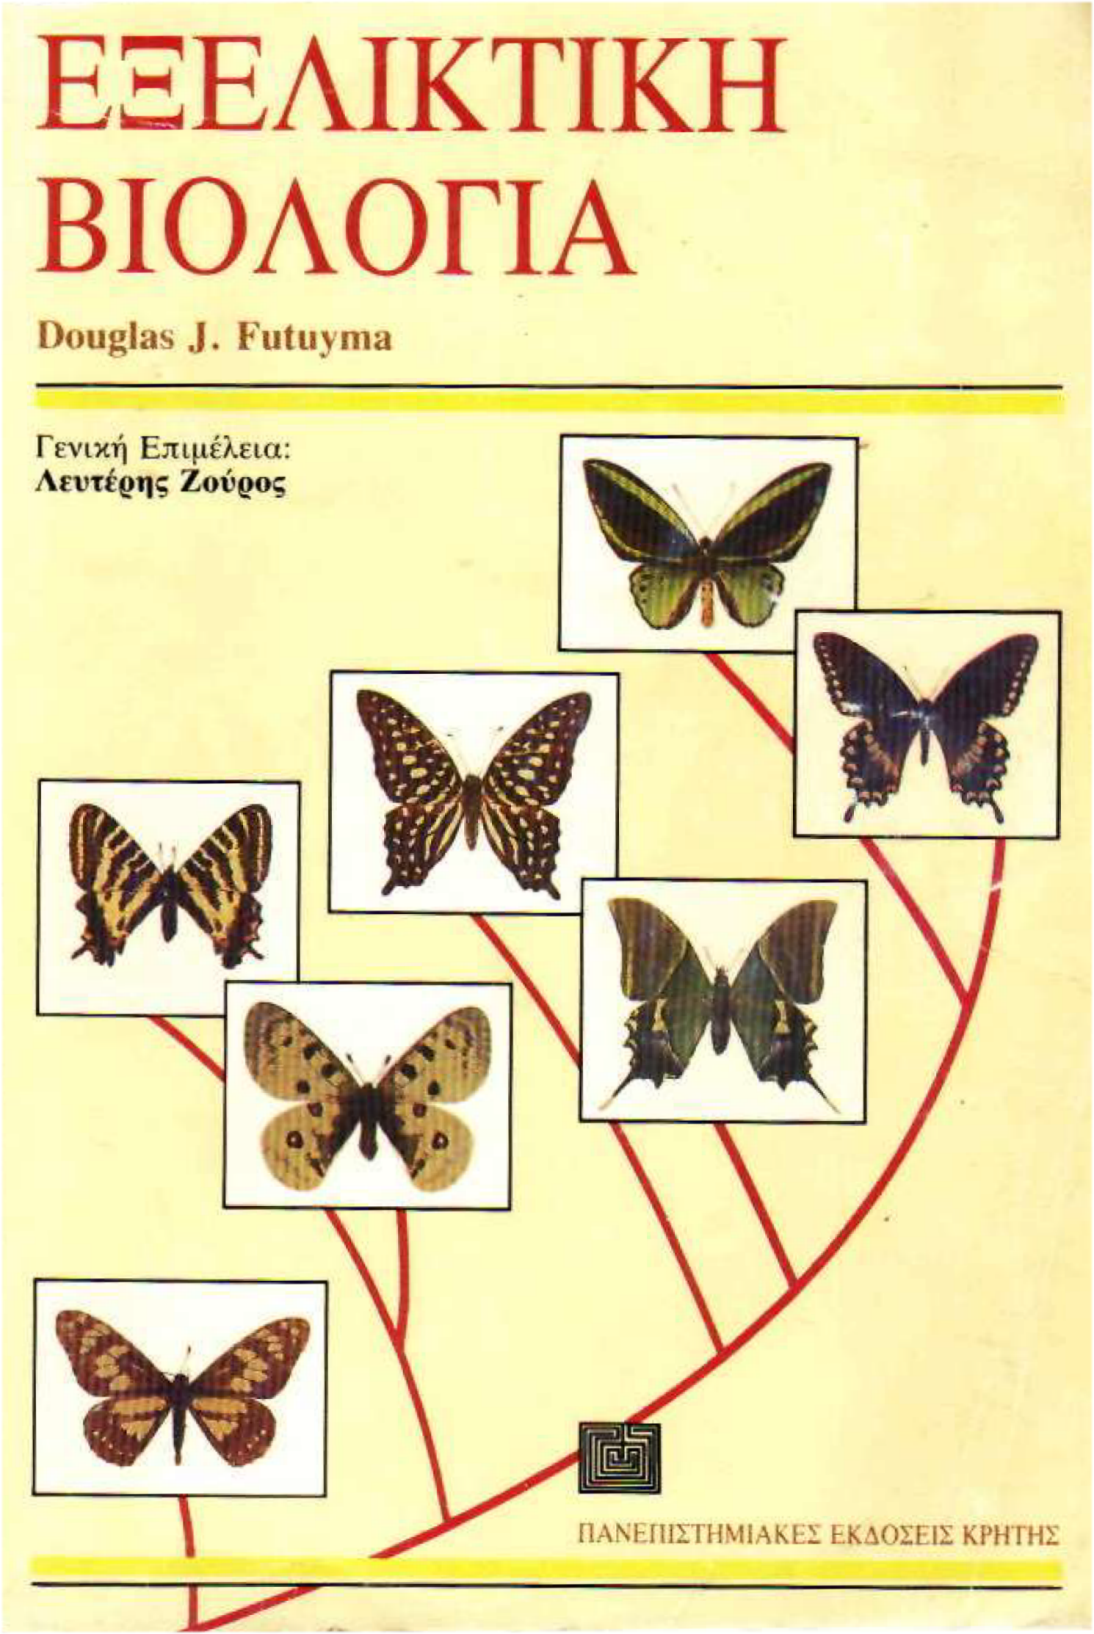 ΕΞΕΛΙΚΤΙΚΗ
ΒΙΟΛΟΓΙΑ
Douglas J. Futuyma
Γενική Επιμέλεια:
Λευτέρης Ζούρος
ΠΑΝΕΠΙΣΤΗΜΙΑΚΕΣ ΕΚΔΟΣΕΙΣ ΚΡΗΤΗΣ